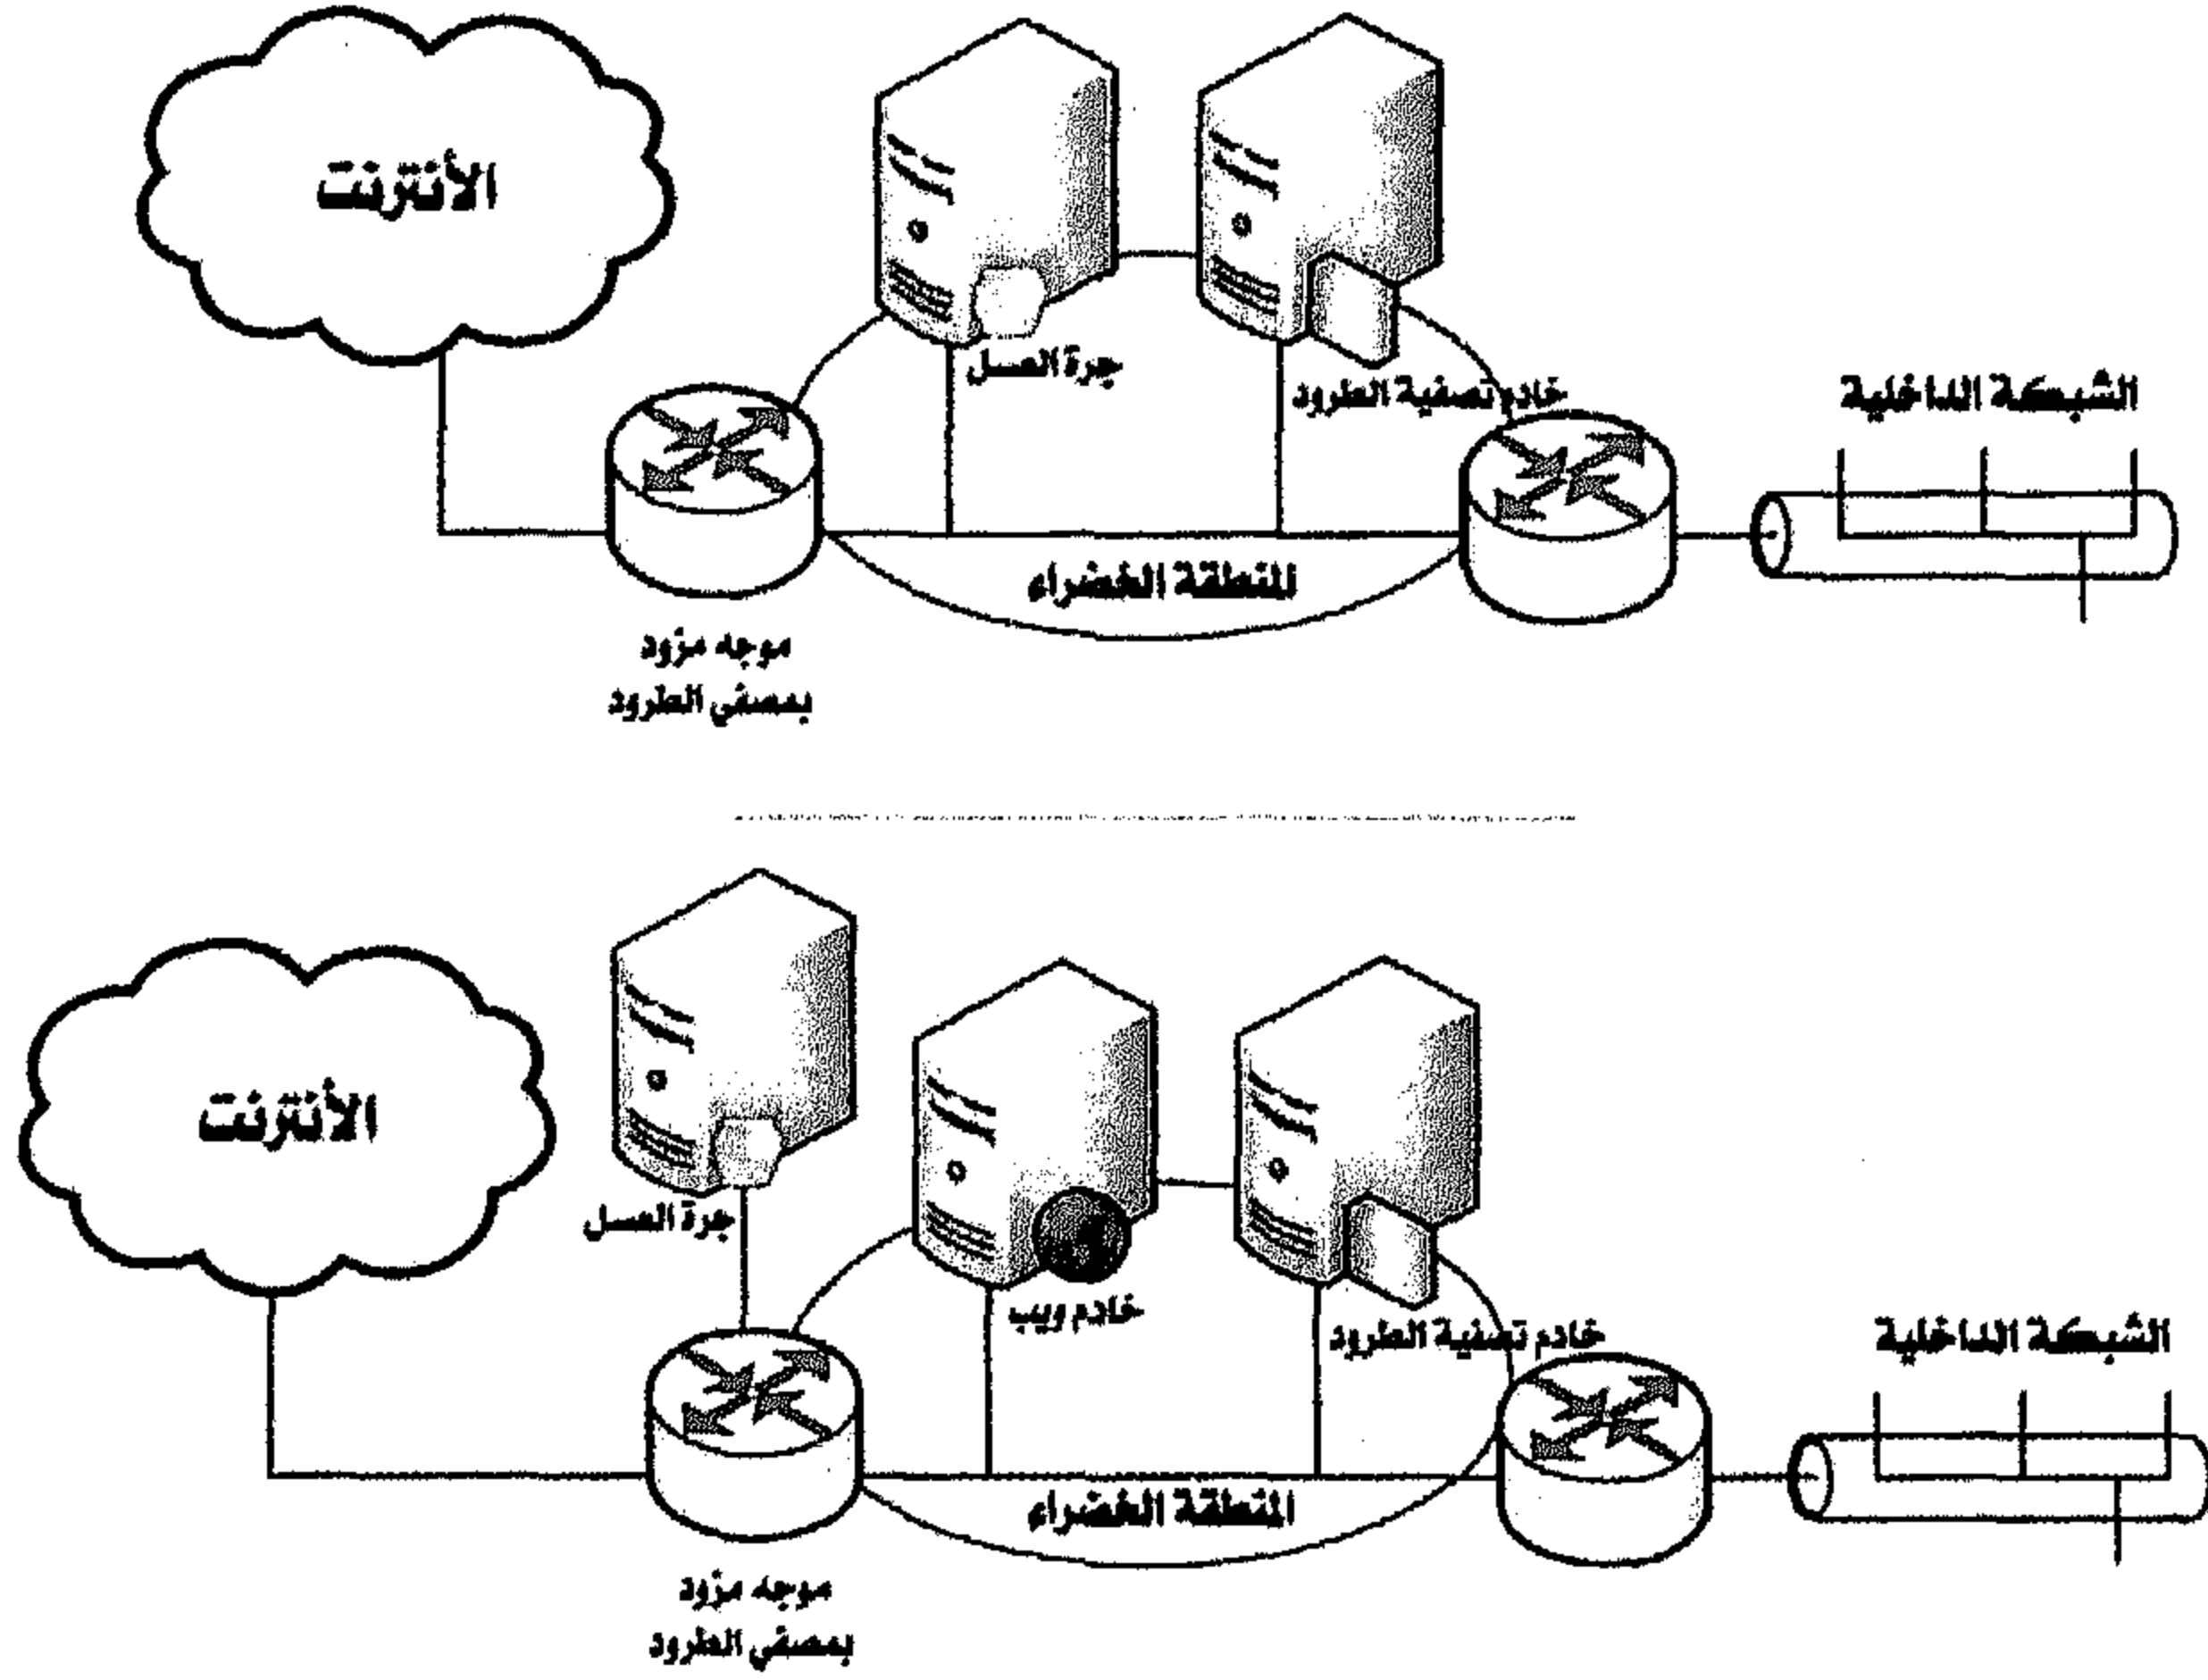 الأنترنت
جرة العسل
خادم تصفية الطرود
الشبكة الداخلية
المنطقة الخضراء
موجه مزود
بمصفي الطرود
الأنترنت
جرة العسل
خادم ويب
خادم تصفية الطرود
الشبكة الداخلية
المنطقة الخضراء
موجه مزود
بمصفي الطرود